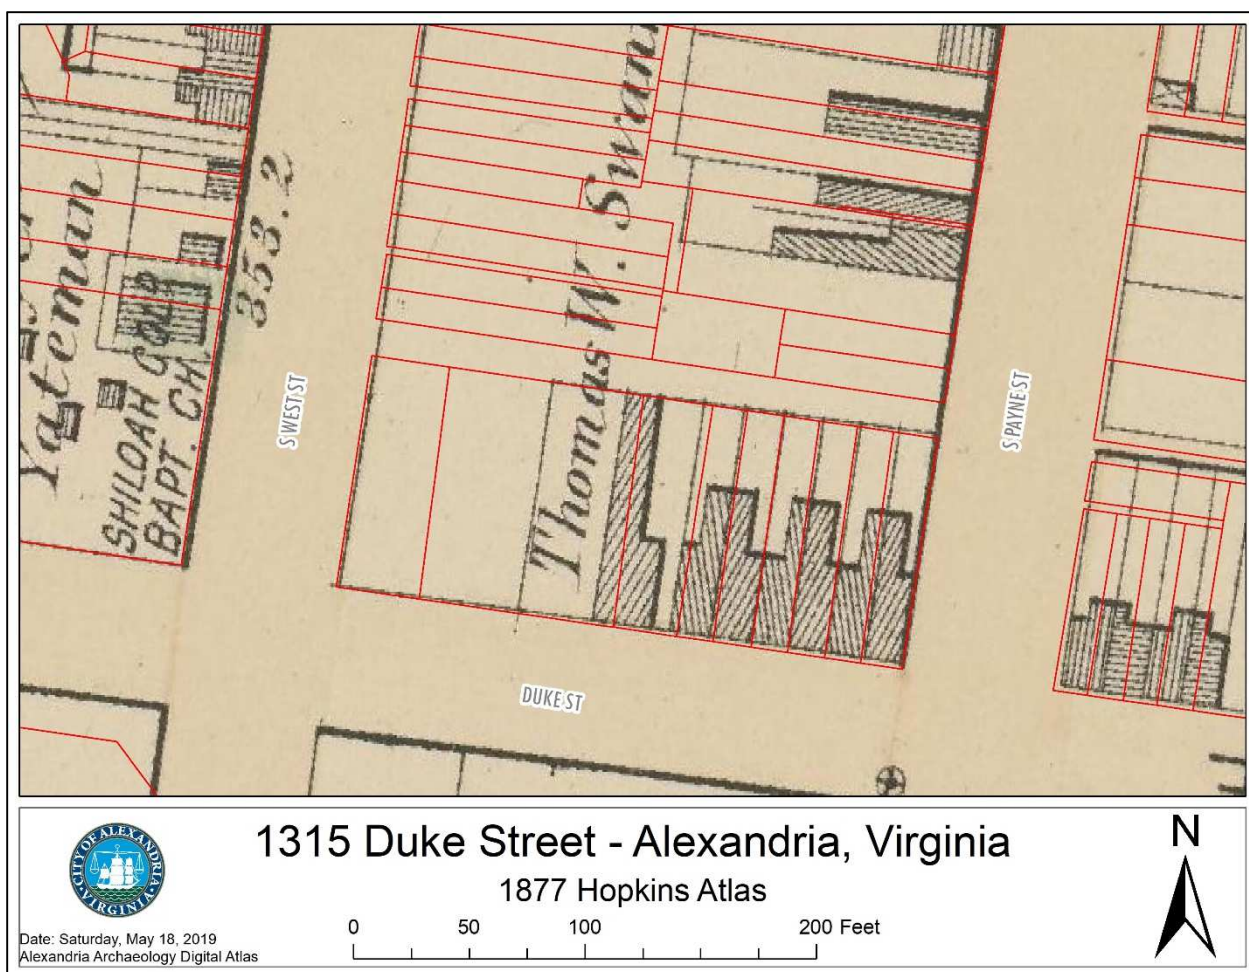 Thomas W. Swann
Yateman
353.2
SHILOAH COLD
BAPT. CH.
S WEST ST
S PAYNE ST
DUKE ST
CITY OF ALEXANDRIA
VIRGINIA
1315 Duke Street - Alexandria, Virginia
1877 Hopkins Atlas
N
0 50 100 200 Feet
Date: Saturday, May 18, 2019
Alexandria Archaeology Digital Atlas